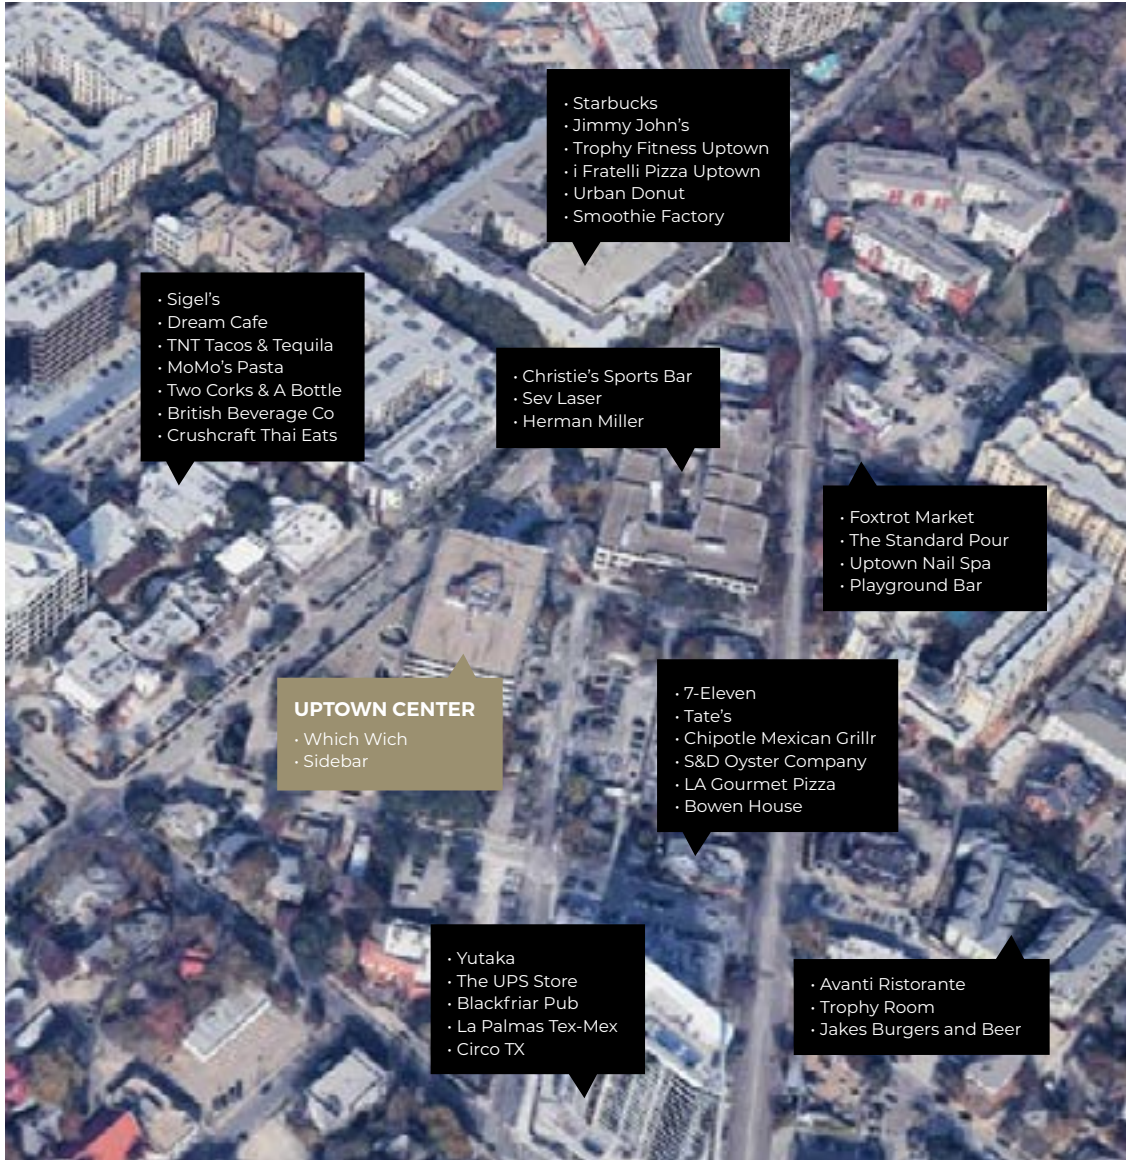 · Starbucks
· Jimmy John's
· Trophy Fitness Uptown
· i Fratelli Pizza Uptown
· Urban Donut
· Smoothie Factory
· Sigel's
· Dream Cafe
· TNT Tacos & Tequila
· MoMo's Pasta
· Two Corks & A Bottle
· British Beverage Co
· Crushcraft Thai Eats
· Christie's Sports Bar
· Sev Laser
· Herman Miller
· Foxtrot Market
· The Standard Pour
· Uptown Nail Spa
· Playground Bar
UPTOWN CENTER
· Which Wich
· Sidebar
· 7-Eleven
· Tate's
· Chipotle Mexican Grillr
· S&D Oyster Company
· LA Gourmet Pizza
· Bowen House
· Yutaka
· The UPS Store
· Blackfriar Pub
· La Palmas Tex-Mex
· Circo TX
· Avanti Ristorante
· Trophy Room
· Jakes Burgers and Beer